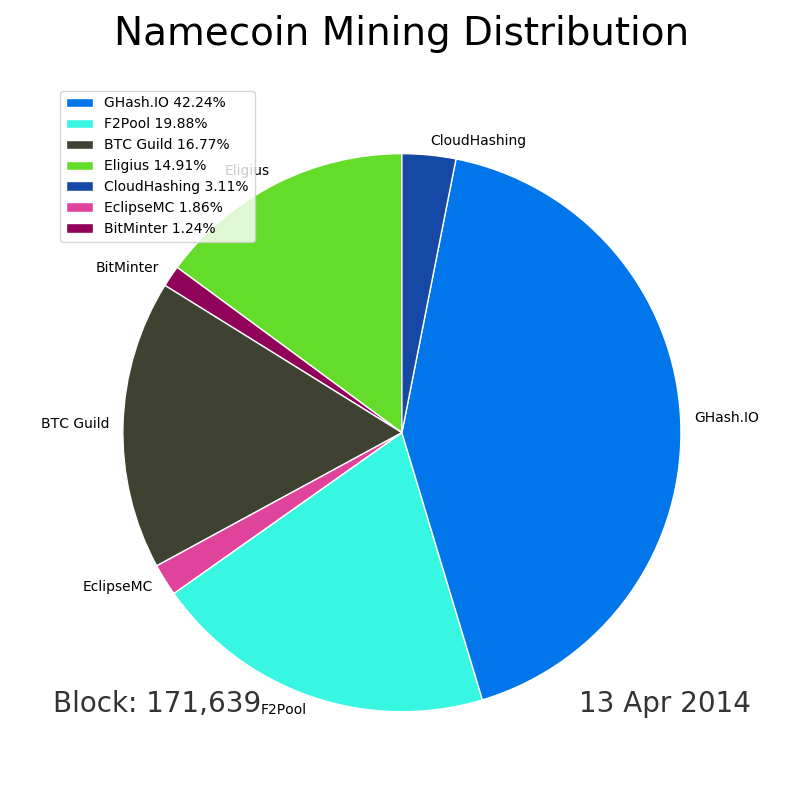 Namecoin Mining Distribution
GHash.IO 42.24%
F2Pool 19.88%
BTC Guild 16.77%
Eligius 14.91%
CloudHashing 3.11%
EclipseMC 1.86%
BitMinter 1.24%
CloudHashing
Eligius
BitMinter
GHash.IO
BTC Guild
EclipseMC
F2Pool
Block: 171,639
13 Apr 2014